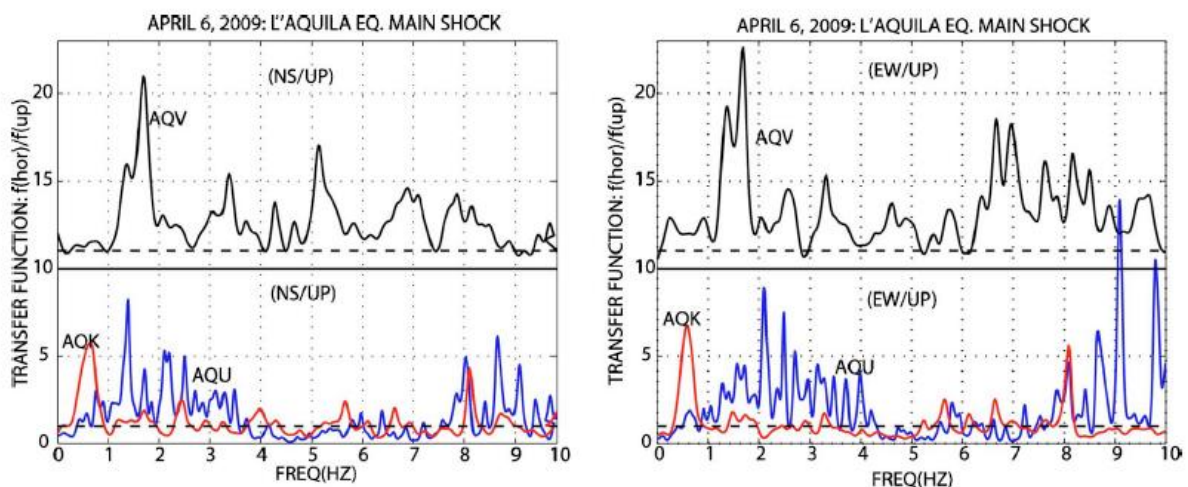 APRIL 6, 2009: L'AQUILA EQ. MAIN SHOCK
TRANSFER FUNCTION: f(hor)/f(up)
(NS/UP)
AQV
20
15
10
(NS/UP)
AQK
AQU
5
0
0 1 2 3 4 5 6 7 8 9 10
FREQ(HZ)
APRIL 6, 2009: L'AQUILA EQ. MAIN SHOCK
TRANSFER FUNCTION: f(hor)/f(up)
(EW/UP)
AQV
20
15
10
(EW/UP)
AQK
AQU
5
0
0 1 2 3 4 5 6 7 8 9 10
FREQ(HZ)